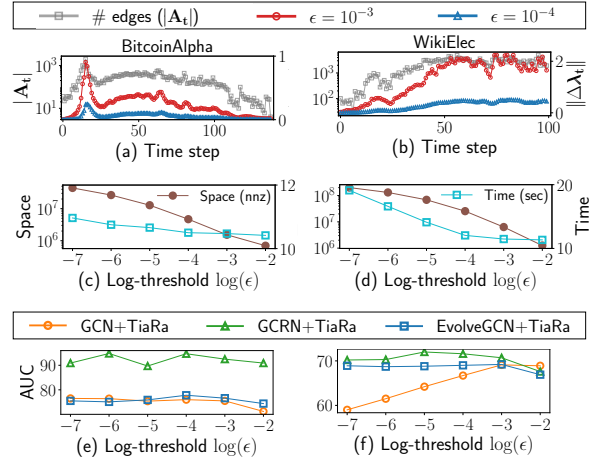 # edges (|A_t|) ϵ = 10^{-3} ϵ = 10^{-4}
BitcoinAlpha WikiElec
|A_t| 10^3 10^1 1 0 10^3 10^2 2 0 ‖Δλ_t‖
0 50 100 0 50 100
(a) Time step (b) Time step
Space 10^7 10^6 Space (nnz) 12 10 10^8 10^7 Time (sec) 20 10 Time
−7 −6 −5 −4 −3 −2 −7 −6 −5 −4 −3 −2
(c) Log-threshold log(ϵ) (d) Log-threshold log(ϵ)
GCN+TiaRa GCRN+TiaRa EvolveGCN+TiaRa
AUC 90 80 70 60
−7 −6 −5 −4 −3 −2 −7 −6 −5 −4 −3 −2
(e) Log-threshold log(ϵ) (f) Log-threshold log(ϵ)